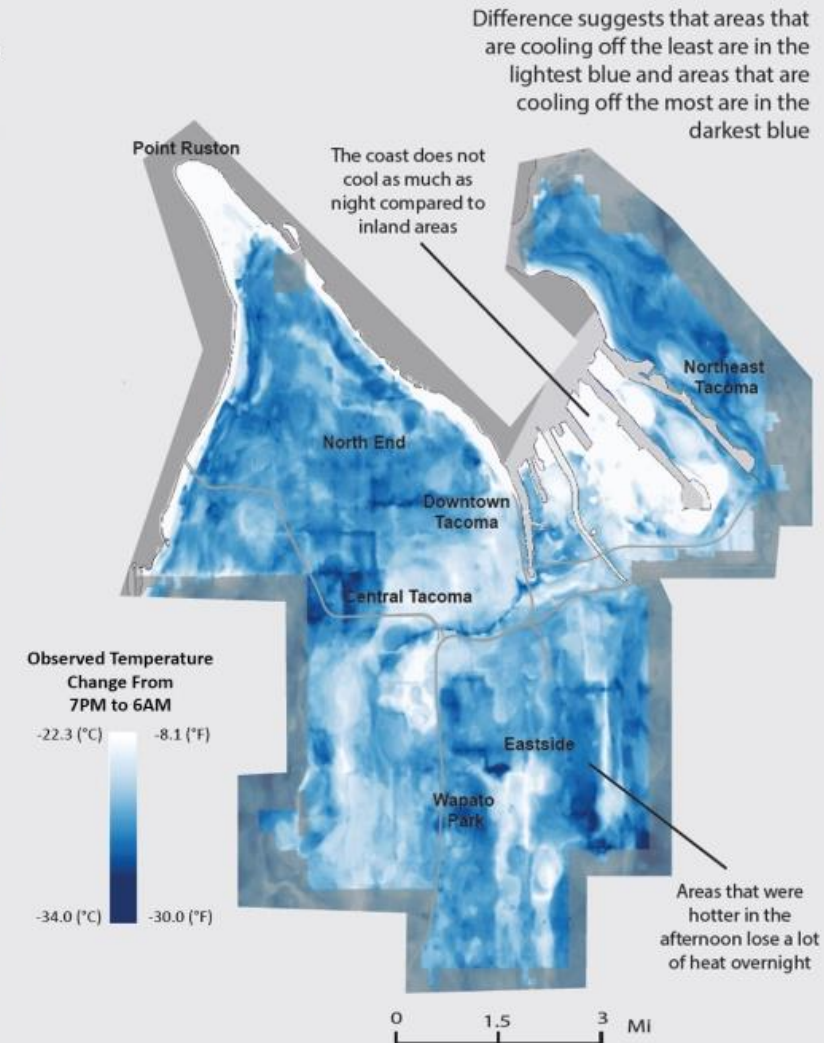 Difference suggests that areas that
are cooling off the least are in the
lightest blue and areas that are
cooling off the most are in the
darkest blue
Point Ruston
The coast does not
cool as much as
night compared to
inland areas
Northeast
Tacoma
North End
Downtown
Tacoma
Central Tacoma
Observed Temperature
Change From
7PM to 6AM
-22.3 (°C) -8.1 (°F)
-34.0 (°C) -30.0 (°F)
Eastside
Wapato
Park
Areas that were
hotter in the
afternoon lose a lot
of heat overnight
0 1.5 3 Mi